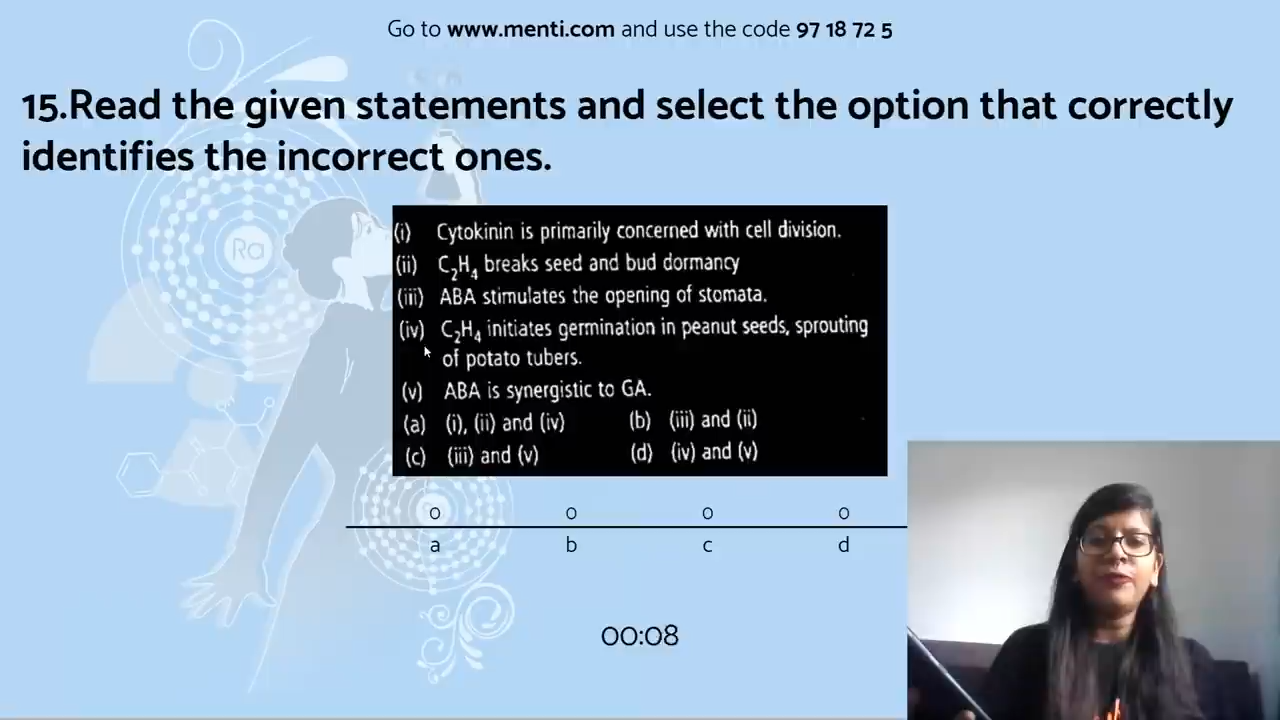 Go to www.menti.com and use the code 97 18 72 5
15.Read the given statements and select the option that correctly
identifies the incorrect ones.
Ra
(i) Cytokinin is primarily concerned with cell division.
(ii) C₂H₄ breaks seed and bud dormancy
(iii) ABA stimulates the opening of stomata.
(iv) C₂H₄ initiates germination in peanut seeds, sprouting
of potato tubers.
(v) ABA is synergistic to GA.
(a) (i), (ii) and (iv) (b) (iii) and (ii)
(c) (iii) and (v) (d) (iv) and (v)
0 0 0 0
a b c d
00:08